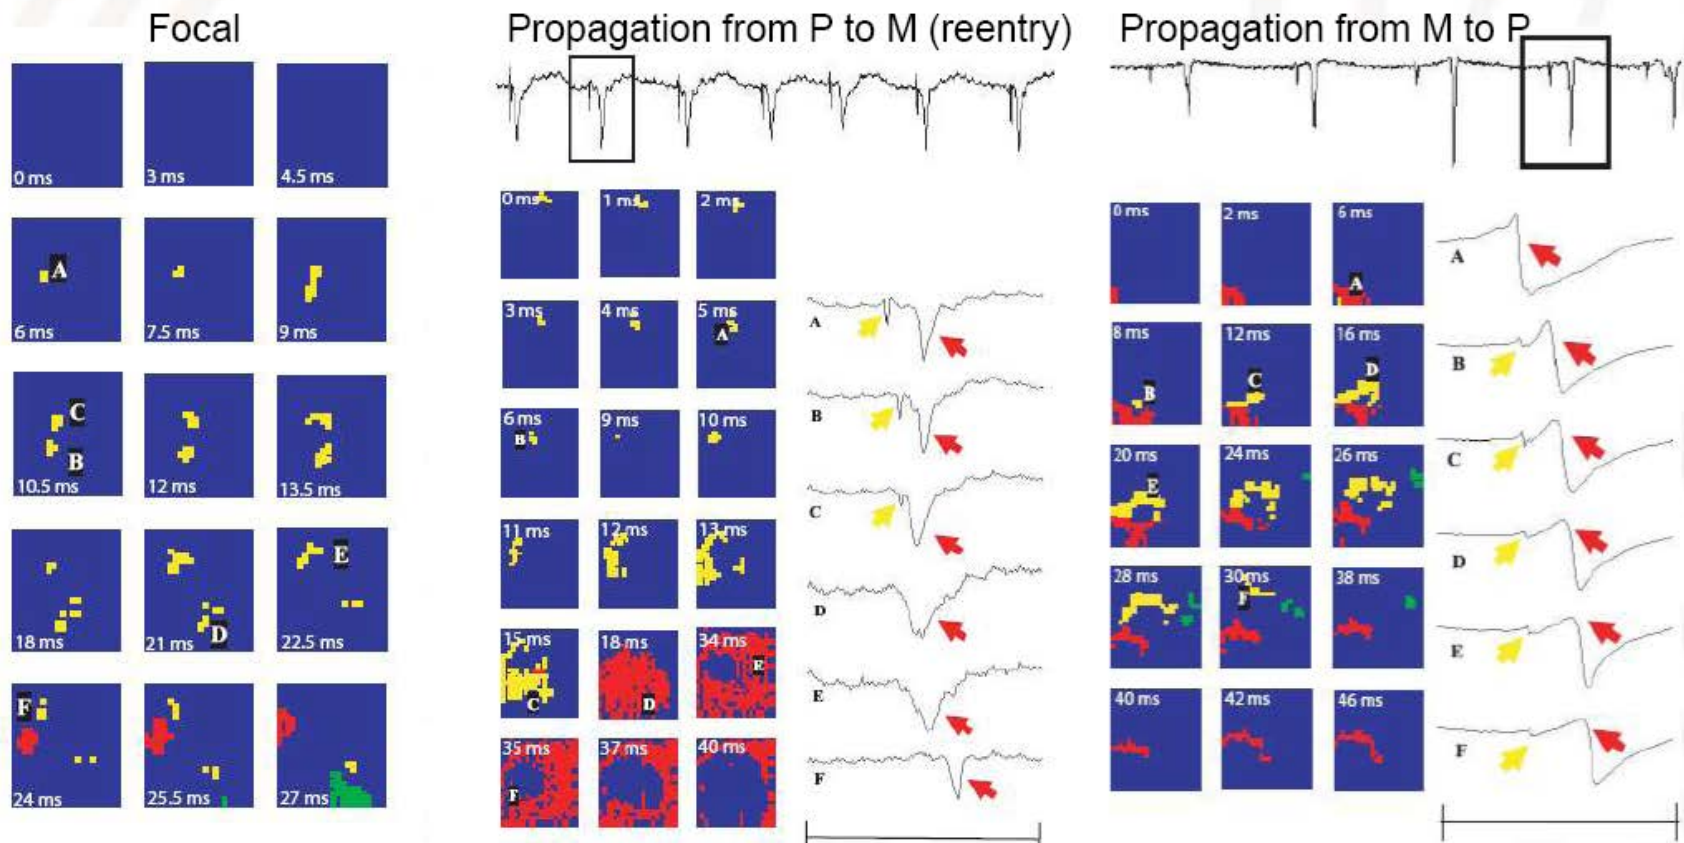 Focal
0 ms
3 ms
4.5 ms
A
6 ms
7.5 ms
9 ms
C
B
10.5 ms
12 ms
13.5 ms
E
D
18 ms
21 ms
22.5 ms
F
24 ms
25.5 ms
27 ms
Propagation from P to M (reentry)
0 ms
1 ms
2 ms
3 ms
4 ms
5 ms
A
6 ms
9 ms
10 ms
B
11 ms
12 ms
13 ms
15 ms
18 ms
34 ms
E
C
D
35 ms
37 ms
40 ms
F
A
B
C
D
E
F
Propagation from M to P
0 ms
2 ms
6 ms
A
8 ms
12 ms
16 ms
D
C
B
20 ms
24 ms
26 ms
E
28 ms
30 ms
38 ms
F
40 ms
42 ms
46 ms
A
B
C
D
E
F